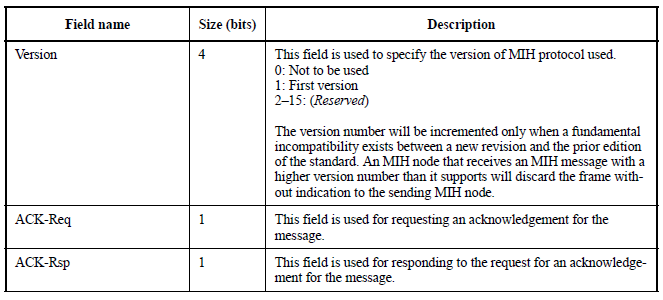 Field name Size (bits) Description
Version 4 This field is used to specify the version of MIH protocol used.
0: Not to be used
1: First version
2–15: (Reserved)
The version number will be incremented only when a fundamental
incompatibility exists between a new revision and the prior edition
of the standard. An MIH node that receives an MIH message with a
higher version number than it supports will discard the frame with-
out indication to the sending MIH node.
ACK-Req 1 This field is used for requesting an acknowledgement for the
message.
ACK-Rsp 1 This field is used for responding to the request for an acknowledge-
ment for the message.